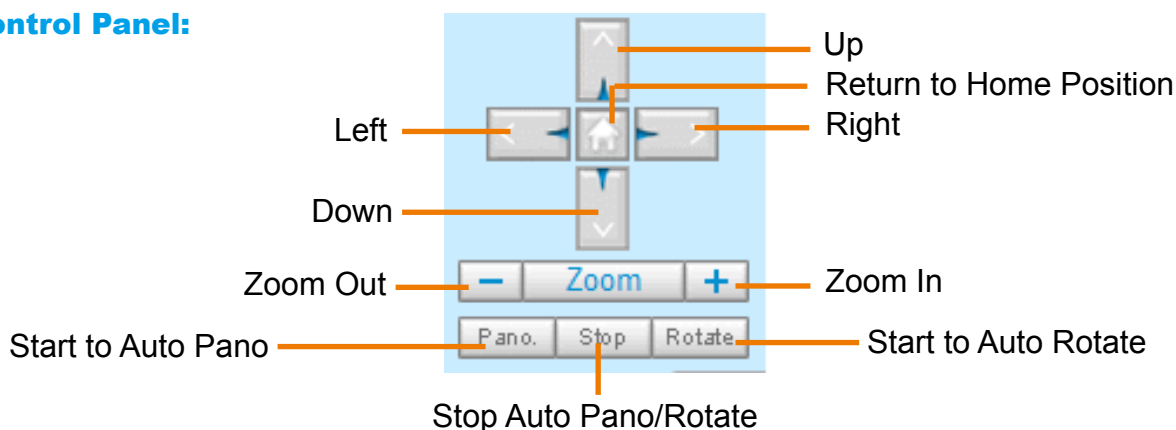 ontrol Panel:
Up
Return to Home Position
Left
Right
Down
Zoom Out
Zoom
Zoom In
Start to Auto Pano
Pano.
Stop
Rotate
Start to Auto Rotate
Stop Auto Pano/Rotate